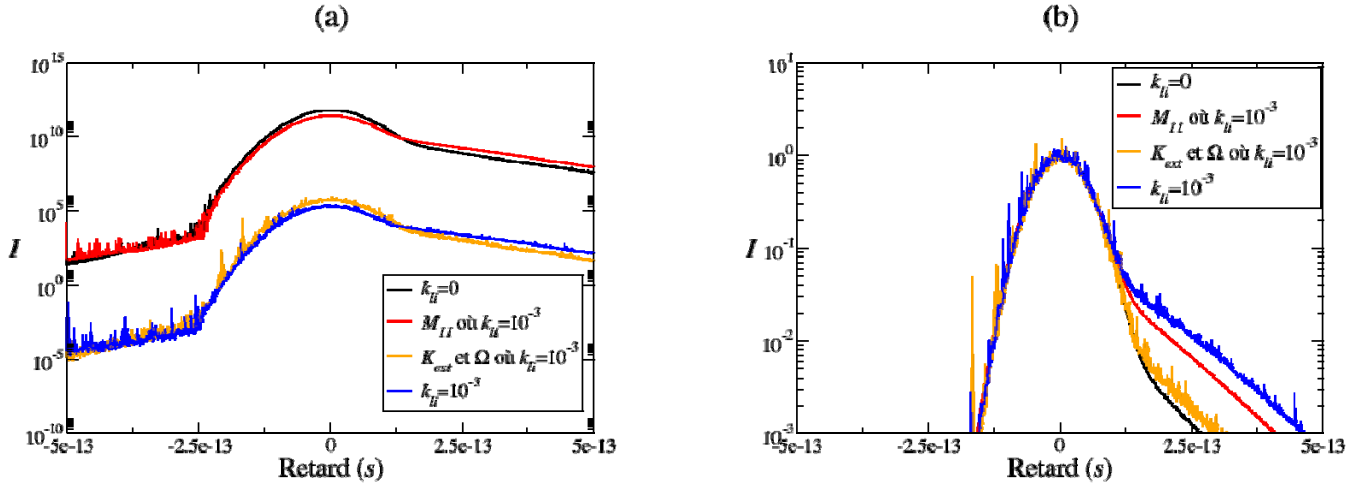 (a)
10^15
10^10
10^5
10^0
10^-5
10^-10
I
-5e-13 -2.5e-13 0 2.5e-13 5e-13
Retard (s)
k_li=0
M_11 où k_li=10^-3
K_ext et Ω où k_li=10^-3
k_li=10^-3
(b)
10^1
10^0
10^-1
10^-2
10^-3
I
-5e-13 -2.5e-13 0 2.5e-13 5e-13
Retard (s)
k_li=0
M_11 où k_li=10^-3
K_ext et Ω où k_li=10^-3
k_li=10^-3